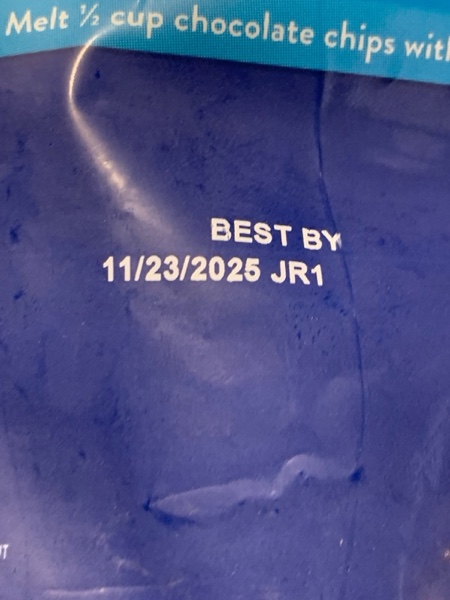 Melt ½ cup chocolate chips with
BEST BY
11/23/2025 JR1